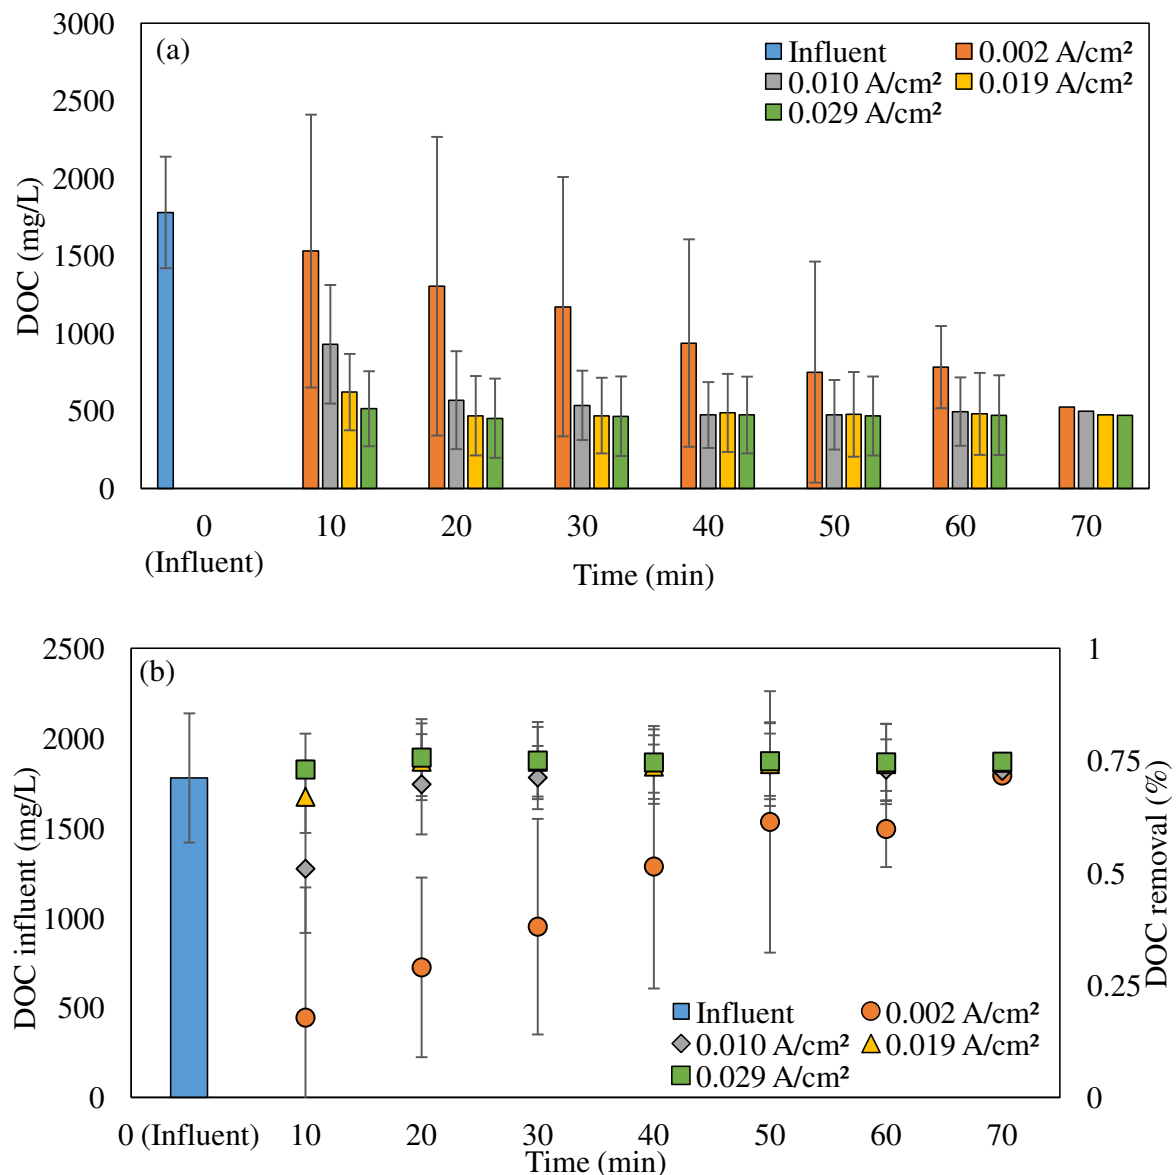 (a)
3000
2500
2000
1500
1000
500
0
DOC (mg/L)
Influent
0.002 A/cm²
0.010 A/cm²
0.019 A/cm²
0.029 A/cm²
0 10 20 30 40 50 60 70
(Influent)
Time (min)
(b)
2500
2000
1500
1000
500
0
DOC influent (mg/L)
1
0.75
0.5
0.25
0
DOC removal (%)
Influent
0.002 A/cm²
0.010 A/cm²
0.019 A/cm²
0.029 A/cm²
0 (Influent) 10 20 30 40 50 60 70
Time (min)